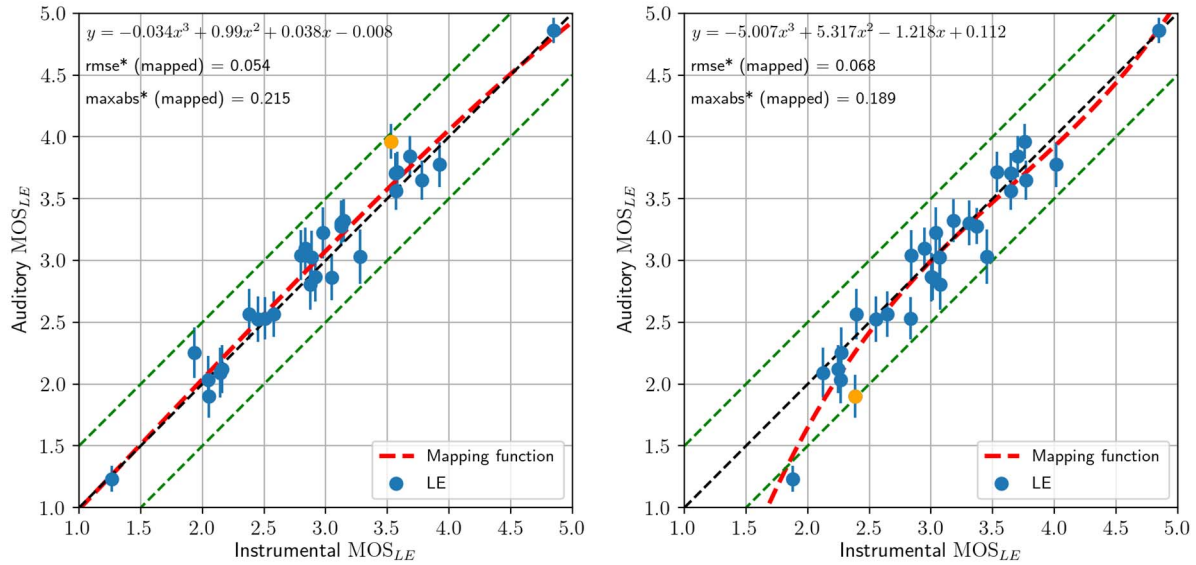 y = −0.034x³ + 0.99x² + 0.038x − 0.008
rmse* (mapped) = 0.054
maxabs* (mapped) = 0.215
5.0
4.5
4.0
3.5
3.0
2.5
2.0
1.5
1.0
Auditory MOS_LE
Mapping function
LE
1.0 1.5 2.0 2.5 3.0 3.5 4.0 4.5 5.0
Instrumental MOS_LE
y = −5.007x³ + 5.317x² − 1.218x + 0.112
rmse* (mapped) = 0.068
maxabs* (mapped) = 0.189
5.0
4.5
4.0
3.5
3.0
2.5
2.0
1.5
1.0
Auditory MOS_LE
Mapping function
LE
1.0 1.5 2.0 2.5 3.0 3.5 4.0 4.5 5.0
Instrumental MOS_LE